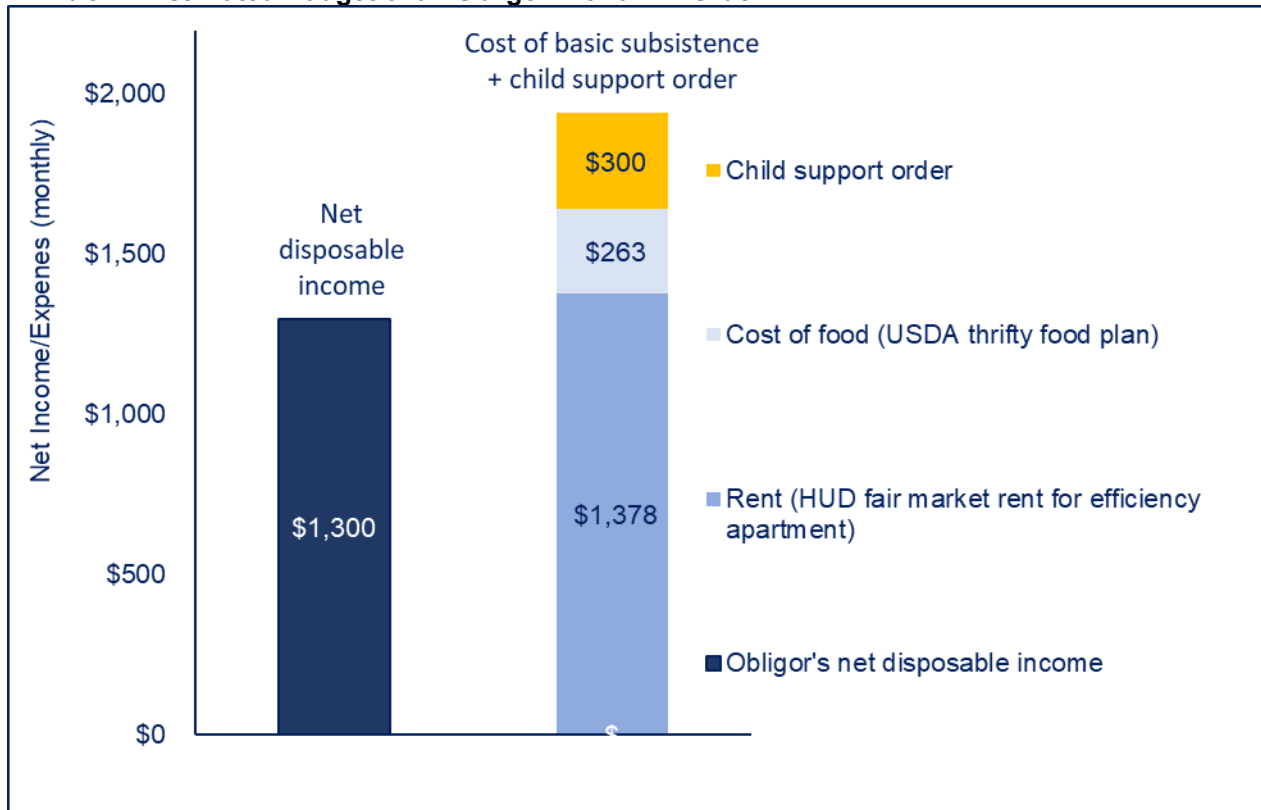 Cost of basic subsistence
+ child support order
$2,000
$300
Child support order
Net
disposable
income
$1,500
$263
Cost of food (USDA thrifty food plan)
Net Income/Expenes (monthly)
$1,000
$1,300
$1,378
Rent (HUD fair market rent for efficiency
apartment)
$500
Obligor's net disposable income
$0